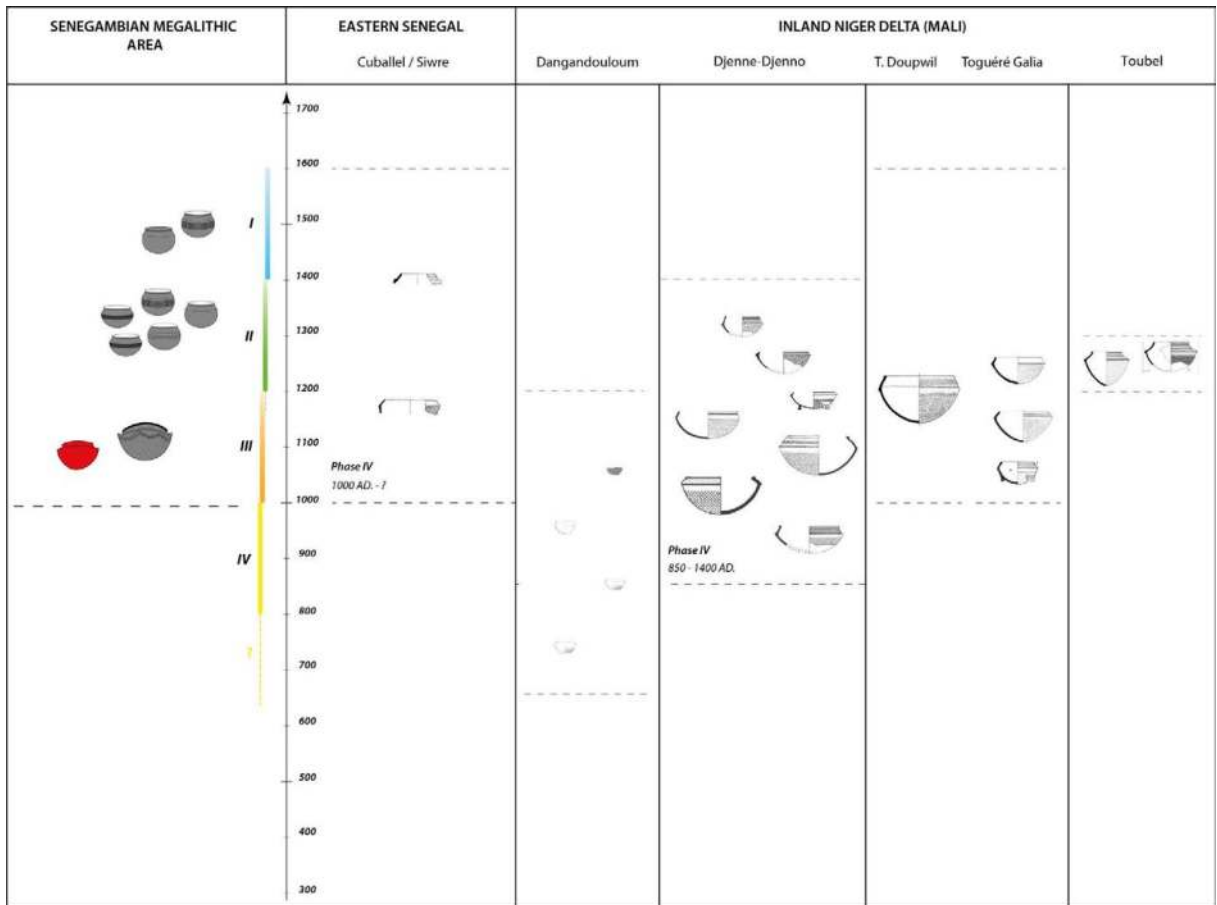 SENEGAMBIAN MEGALITHIC
AREA
EASTERN SENEGAL
Cuballel / Siwre
INLAND NIGER DELTA (MALI)
Dangandouloum
Djenne-Djenno
T. Doupwil
Toguéré Galia
Toubel
1700
1600
1500
I
1400
1300
II
1200
1100
III
Phase IV
1000 AD. - ?
1000
900
IV
Phase IV
850 - 1400 AD.
800
?
700
600
500
400
300